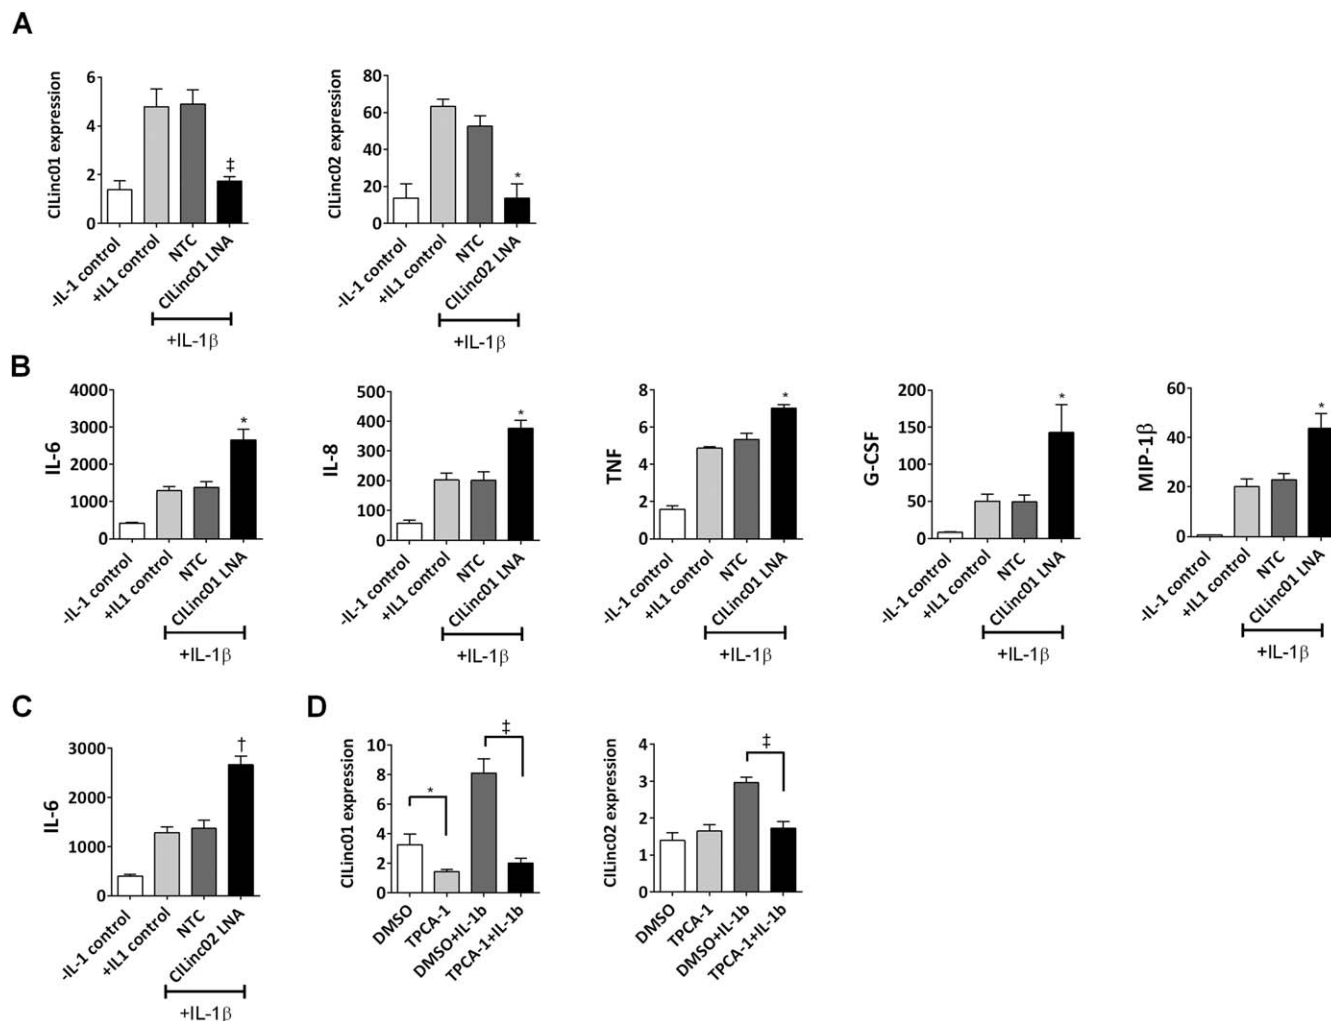 A
CILinc01 expression
6
4
2
0
‡
-IL-1 control
+IL1 control
NTC
CILinc01 LNA
+IL-1β
CILinc02 expression
80
60
40
20
0
*
-IL-1 control
+IL1 control
NTC
CILinc02 LNA
+IL-1β
B
IL-6
4000
3000
2000
1000
0
*
-IL-1 control
+IL1 control
NTC
CILinc01 LNA
+IL-1β
IL-8
500
400
300
200
100
0
*
-IL-1 control
+IL1 control
NTC
CILinc01 LNA
+IL-1β
TNF
8
6
4
2
0
*
-IL-1 control
+IL1 control
NTC
CILinc01 LNA
+IL-1β
G-CSF
200
150
100
50
0
*
-IL-1 control
+IL1 control
NTC
CILinc01 LNA
+IL-1β
MIP-1β
60
40
20
0
*
-IL-1 control
+IL1 control
NTC
CILinc01 LNA
+IL-1β
C
IL-6
3000
2000
1000
0
†
-IL-1 control
+IL1 control
NTC
CILinc02 LNA
+IL-1β
D
CILinc01 expression
10
8
6
4
2
0
*
‡
DMSO
TPCA-1
DMSO+IL-1b
TPCA-1+IL-1b
CILinc02 expression
4
3
2
1
0
‡
DMSO
TPCA-1
DMSO+IL-1b
TPCA-1+IL-1b